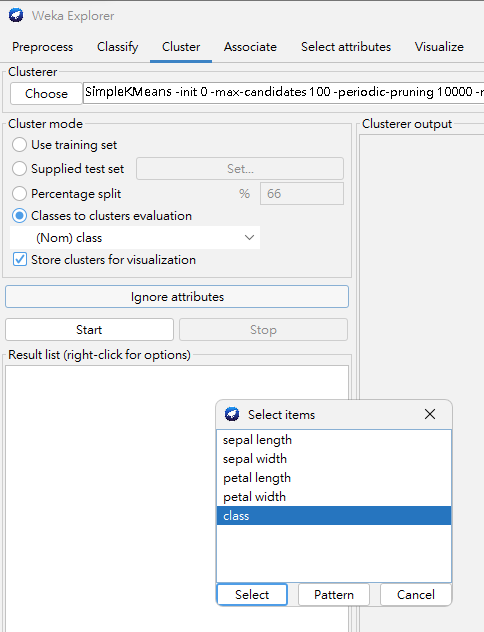 Weka Explorer
Preprocess Classify Cluster Associate Select attributes Visualize
Clusterer
Choose SimpleKMeans -init 0 -max-candidates 100 -periodic-pruning 10000
Cluster mode
Clusterer output
Use training set
Supplied test set Set...
Percentage split % 66
Classes to clusters evaluation
(Nom) class
Store clusters for visualization
Ignore attributes
Start Stop
Result list (right-click for options)
Select items
sepal length
sepal width
petal length
petal width
class
Select Pattern Cancel